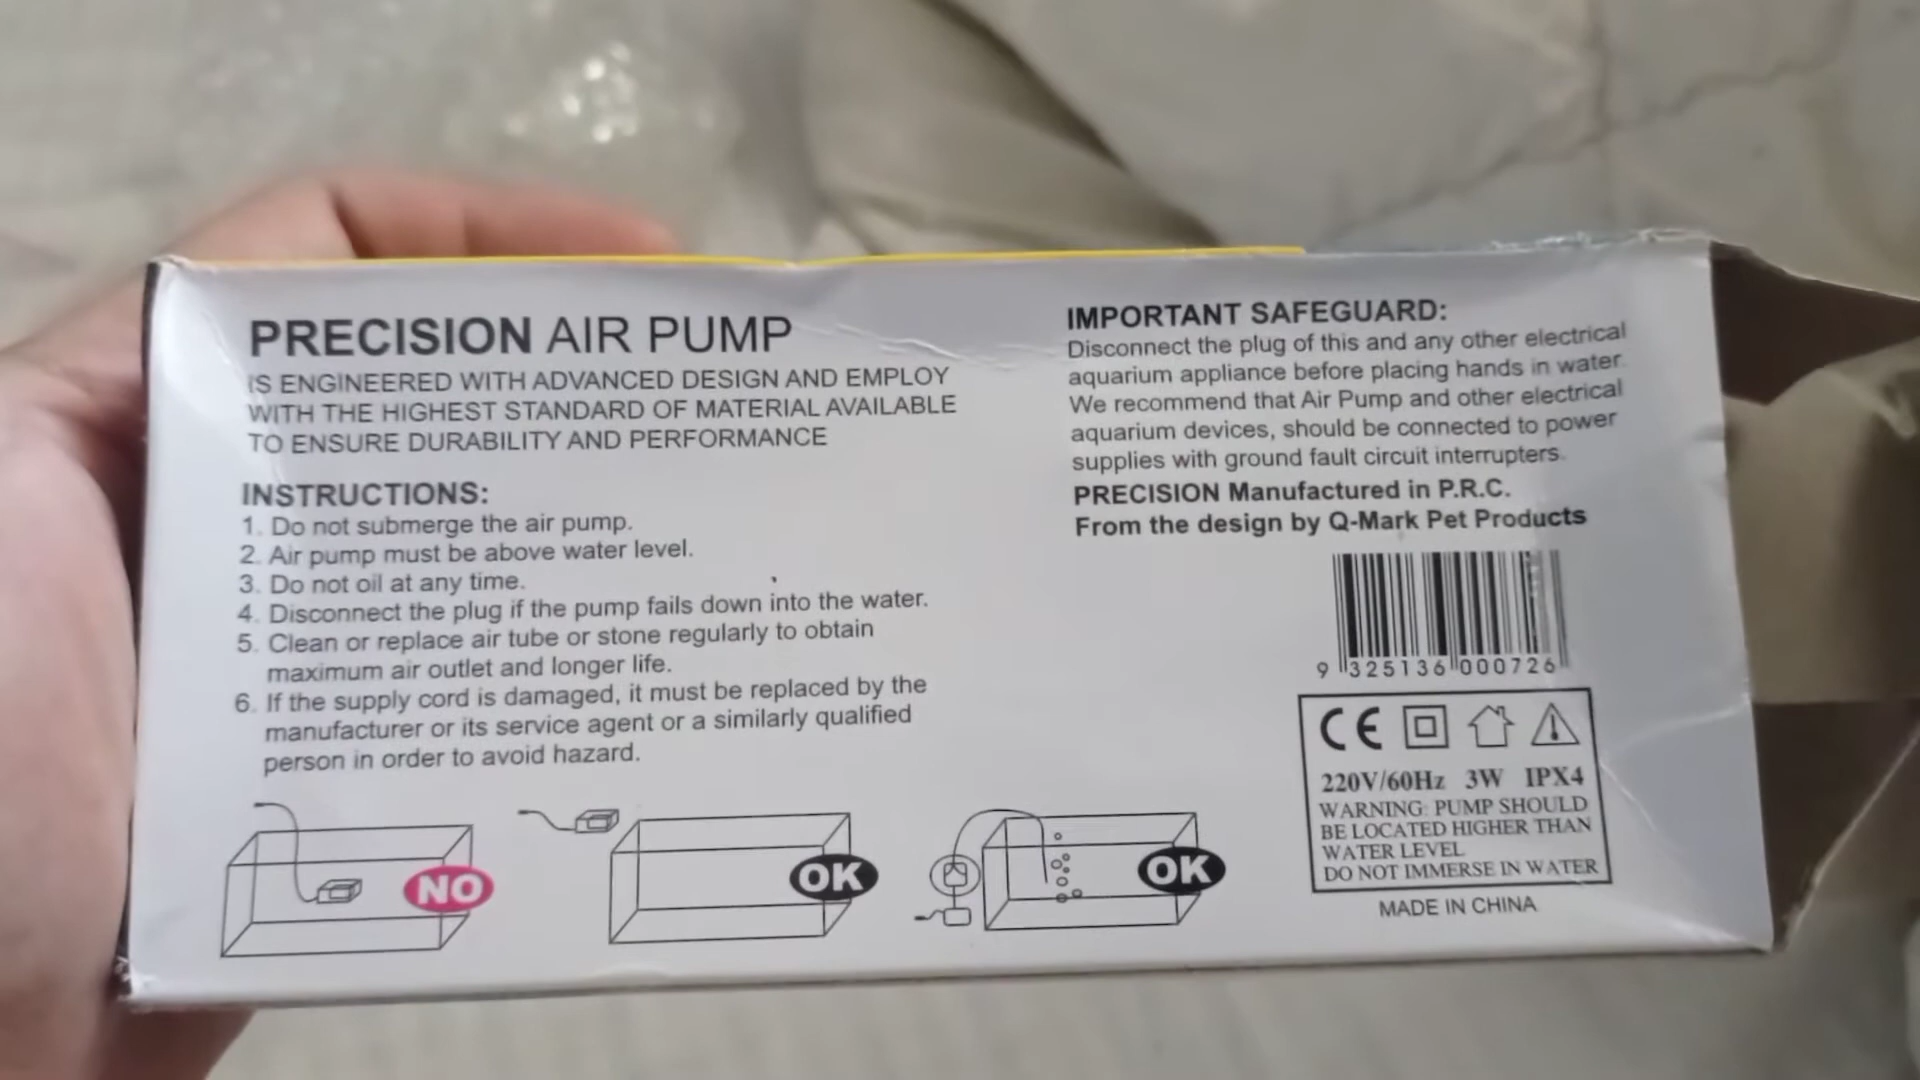 PRECISION AIR PUMP
IS ENGINEERED WITH ADVANCED DESIGN AND EMPLOY
WITH THE HIGHEST STANDARD OF MATERIAL AVAILABLE
TO ENSURE DURABILITY AND PERFORMANCE
INSTRUCTIONS:
1. Do not submerge the air pump.
2. Air pump must be above water level.
3. Do not oil at any time.
4. Disconnect the plug if the pump fails down into the water.
5. Clean or replace air tube or stone regularly to obtain
maximum air outlet and longer life.
6. If the supply cord is damaged, it must be replaced by the
manufacturer or its service agent or a similarly qualified
person in order to avoid hazard.
NO
OK
OK
IMPORTANT SAFEGUARD:
Disconnect the plug of this and any other electrical
aquarium appliance before placing hands in water.
We recommend that Air Pump and other electrical
aquarium devices, should be connected to power
supplies with ground fault circuit interrupters.
PRECISION Manufactured in P.R.C.
From the design by Q-Mark Pet Products
9 325136 000726
CE
220V/60Hz 3W IPX4
WARNING: PUMP SHOULD
BE LOCATED HIGHER THAN
WATER LEVEL
DO NOT IMMERSE IN WATER
MADE IN CHINA